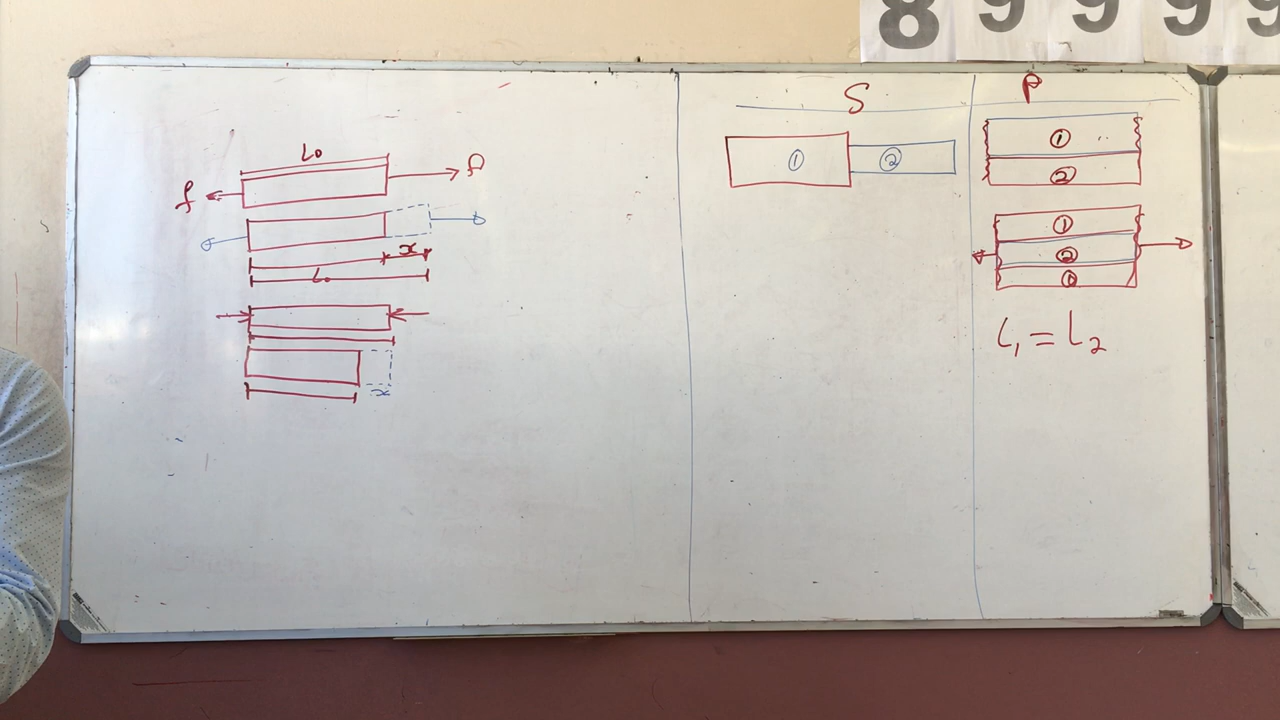 8 9 9 9 9
S P
L₀
f
x
L₀
x
① ②
①
②
①
②
①
L₁ = L₂